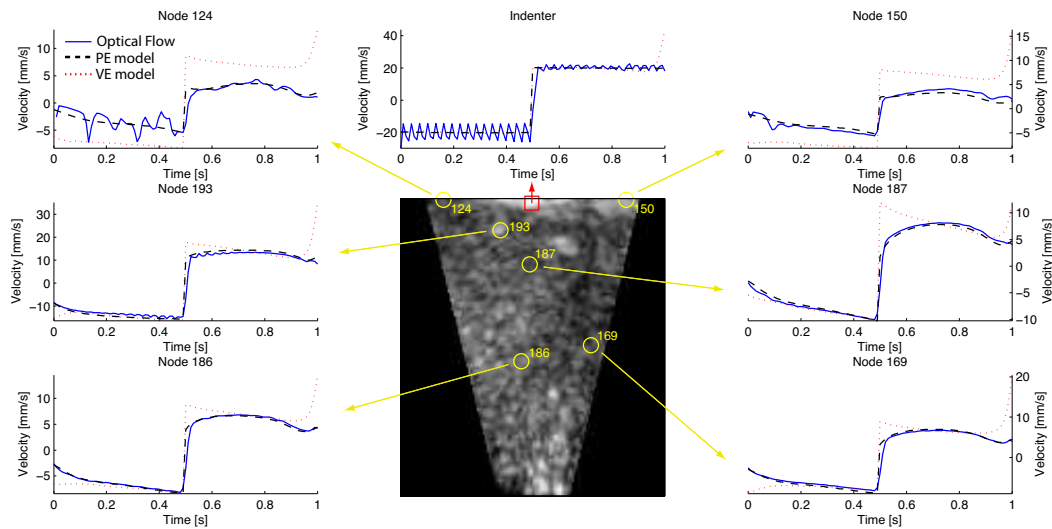 Node 124
Indenter
Node 150
Optical Flow
PE model
VE model
Velocity [mm/s]
10
5
0
−5
0 0.2 0.4 0.6 0.8 1
Time [s]
Velocity [mm/s]
40
20
0
−20
0 0.2 0.4 0.6 0.8 1
Time [s]
15
10
5
0
−5
Velocity [mm/s]
0 0.2 0.4 0.6 0.8 1
Time [s]
Node 193
Velocity [mm/s]
30
20
10
0
−10
0 0.2 0.4 0.6 0.8 1
Time [s]
124
150
193
187
169
186
Node 187
10
5
0
−5
−10
Velocity [mm/s]
0 0.2 0.4 0.6 0.8 1
Time [s]
Node 186
Velocity [mm/s]
10
5
0
−5
0 0.2 0.4 0.6 0.8 1
Time [s]
Node 169
20
10
0
Velocity [mm/s]
0 0.2 0.4 0.6 0.8 1
Time [s]